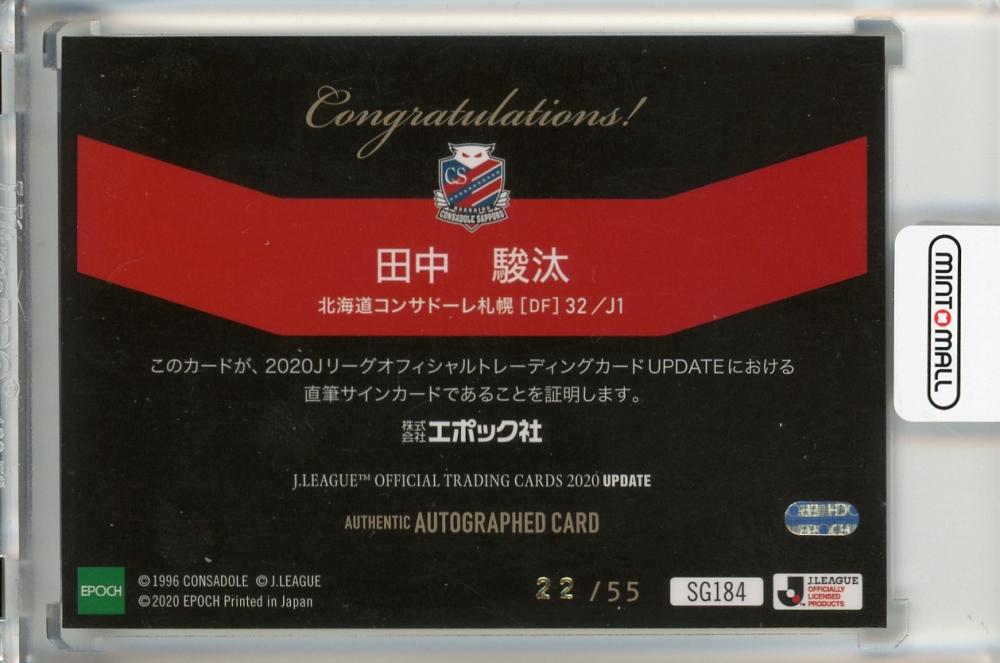 Congratulations!
CS
HOKKAIDO
CONSADOLE SAPPORO
田中 駿汰
北海道コンサドーレ札幌 [DF] 32/J1
このカードが、2020JリーグオフィシャルトレーディングカードUPDATEにおける
直筆サインカードであることを証明します。
株式会社エポック社
J.LEAGUE™ OFFICIAL TRADING CARDS 2020 UPDATE
AUTHENTIC AUTOGRAPHED CARD
EPOCH
©1996 CONSADOLE ©J.LEAGUE
©2020 EPOCH Printed in Japan
22/55
SG184
J.LEAGUE
OFFICIALLY
LICENSED
PRODUCTS
MINT MALL